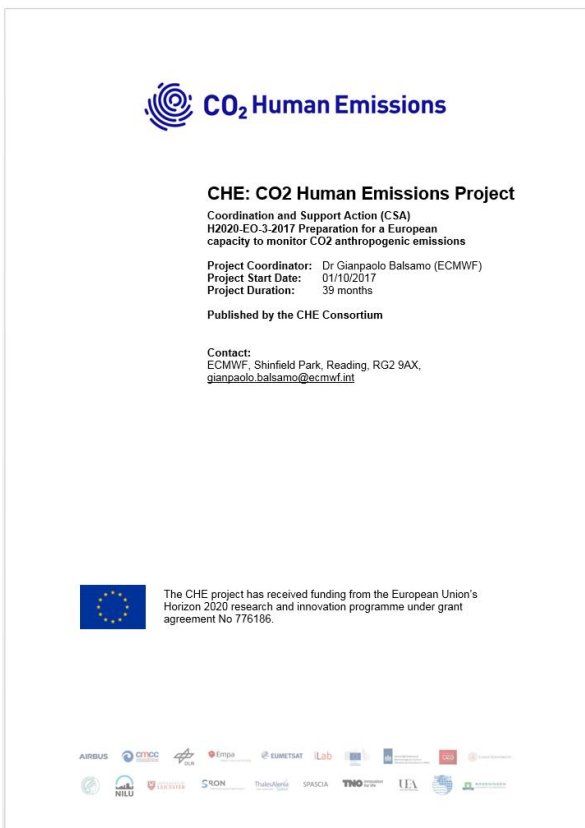 CO2 Human Emissions
CHE: CO2 Human Emissions Project
Coordination and Support Action (CSA)
H2020-EO-3-2017 Preparation for a European
capacity to monitor CO2 anthropogenic emissions
Project Coordinator: Dr Gianpaolo Balsamo (ECMWF)
Project Start Date: 01/10/2017
Project Duration: 39 months
Published by the CHE Consortium
Contact:
ECMWF, Shinfield Park, Reading, RG2 9AX,
gianpaolo.balsamo@ecmwf.int
The CHE project has received funding from the European Union's
Horizon 2020 research and innovation programme under grant
agreement No 776186.
AIRBUS cmcc DLR Empa EUMETSAT iLab
NILU LEICESTER SRON ThalesAlenia SPASCIA TNO UEA